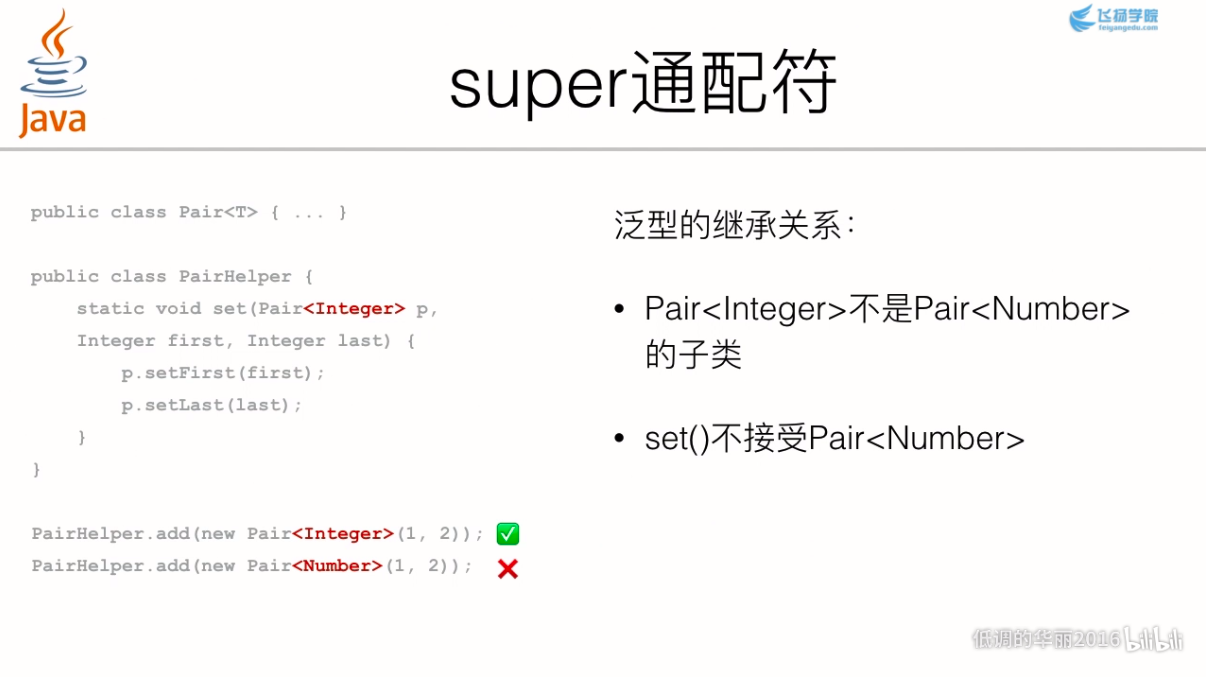 Java
飞扬学院
feiyangedu.com
super通配符
public class Pair<T> { ... }
public class PairHelper {
static void set(Pair<Integer> p,
Integer first, Integer last) {
p.setFirst(first);
p.setLast(last);
}
}
PairHelper.add(new Pair<Integer>(1, 2));
PairHelper.add(new Pair<Number>(1, 2));
泛型的继承关系：
• Pair<Integer>不是Pair<Number>
的子类
• set()不接受Pair<Number>
低调的华丽2016 bilibili